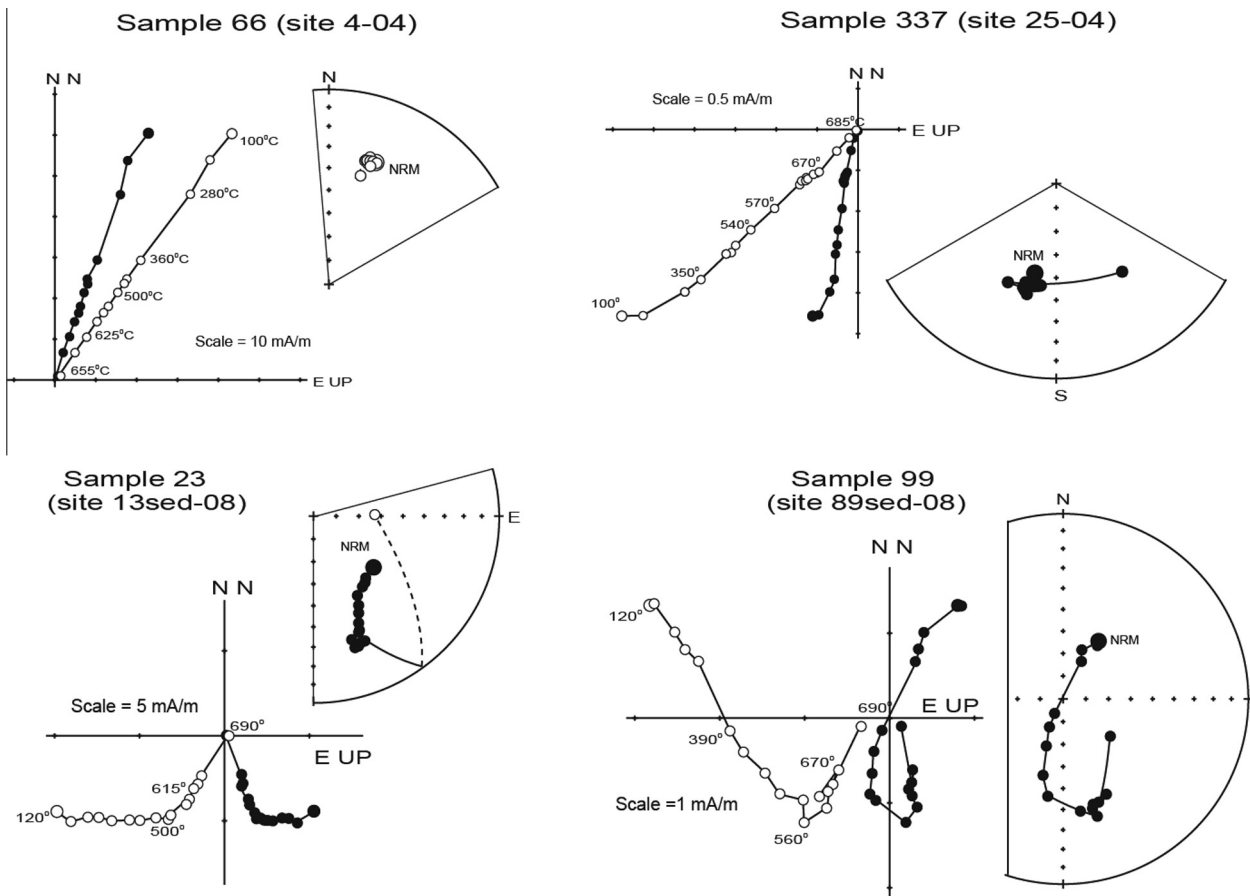 Sample 66 (site 4-04)
N N
100°C
280°C
360°C
500°C
625°C
655°C
Scale = 10 mA/m
E UP
N
NRM
Sample 337 (site 25-04)
N N
Scale = 0.5 mA/m
685°C
E UP
670°
570°
540°
350°
100°
NRM
S
Sample 23
(site 13sed-08)
N N
Scale = 5 mA/m
690°
E UP
615°
120°
500°
E
NRM
Sample 99
(site 89sed-08)
N N
120°
690°
E UP
390°
670°
Scale =1 mA/m
560°
N
NRM